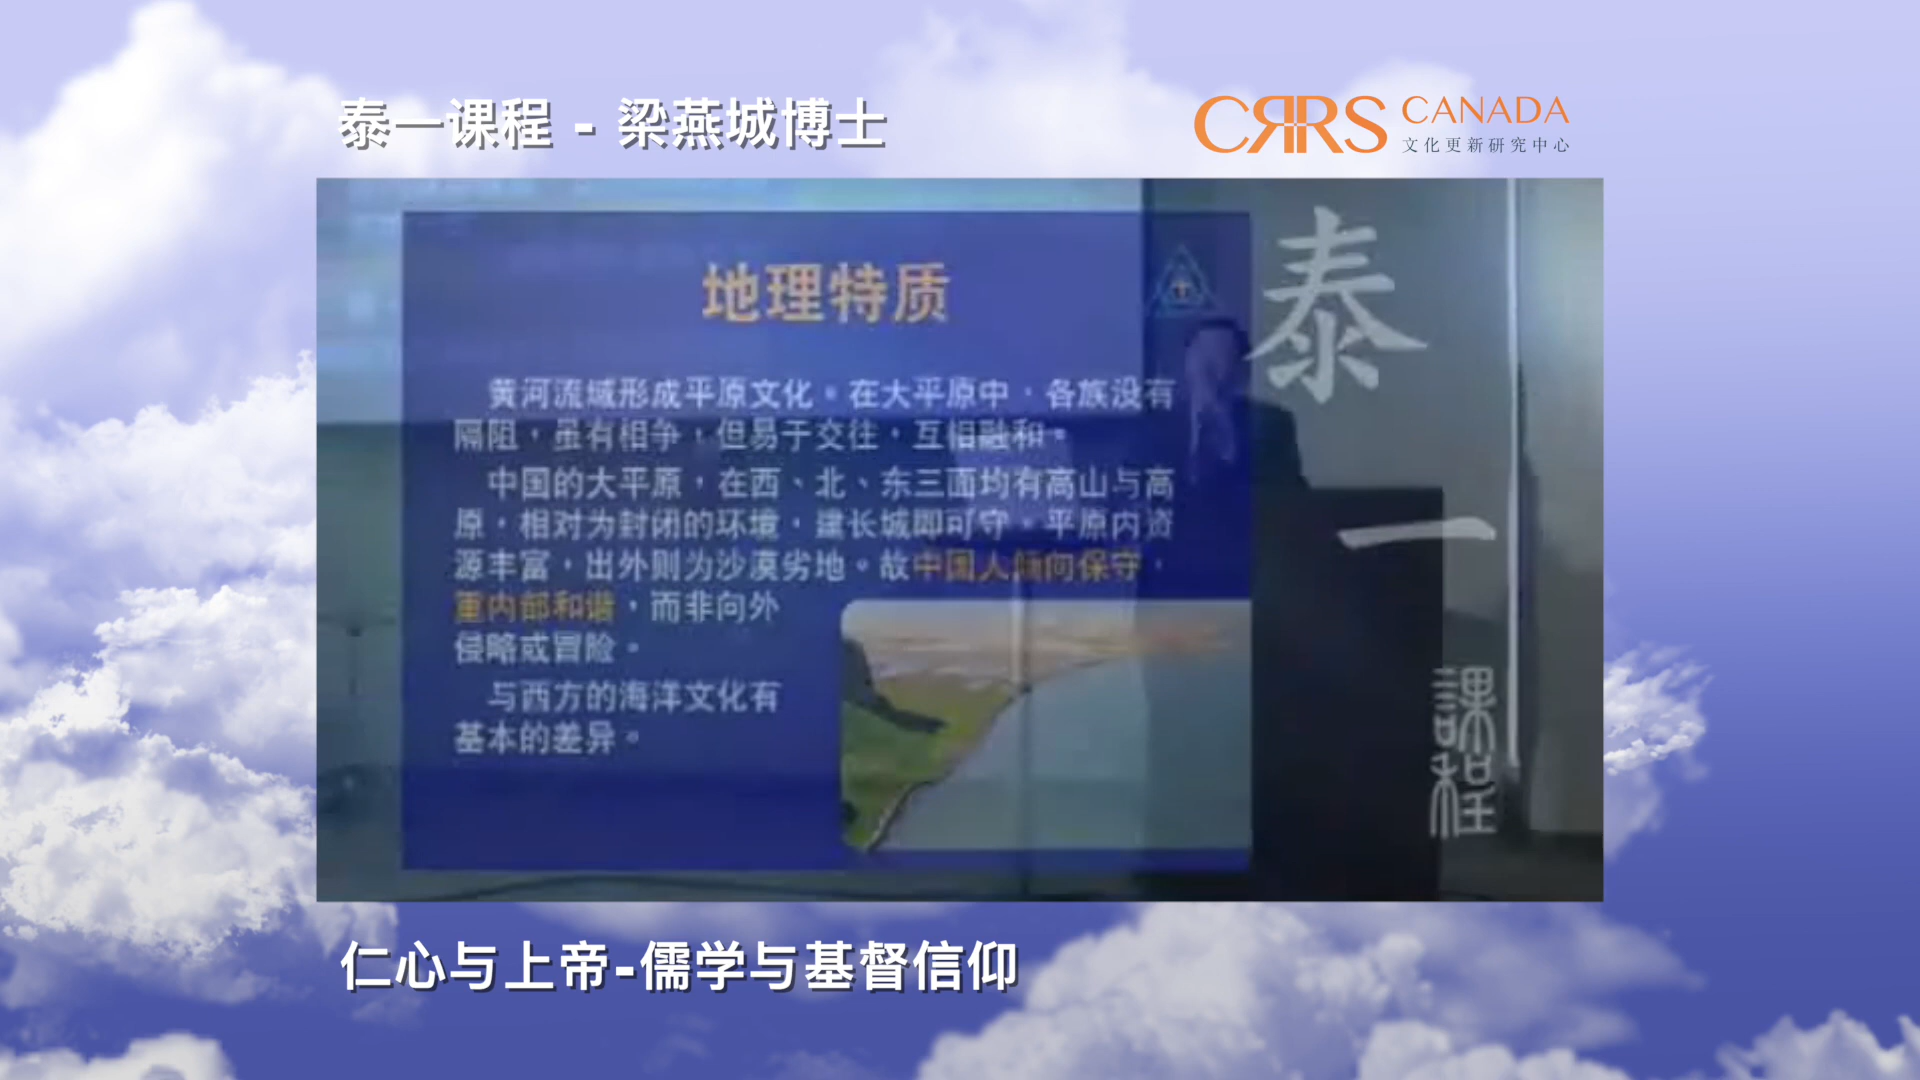 泰一课程 - 梁燕城博士
CRRS CANADA
文化更新研究中心
地理特质
黄河流域形成平原文化。在大平原中，各族没有
隔阻，虽有相争，但易于交往，互相融和。
中国的大平原，在西、北、东三面均有高山与高
原，相对为封闭的环境，建长城即可守。平原内资
源丰富，出外则为沙漠劣地。故中国人倾向保守，
重内部和谐，而非向外
侵略或冒险。
与西方的海洋文化有
基本的差异。
泰
一
課程
仁心与上帝-儒学与基督信仰